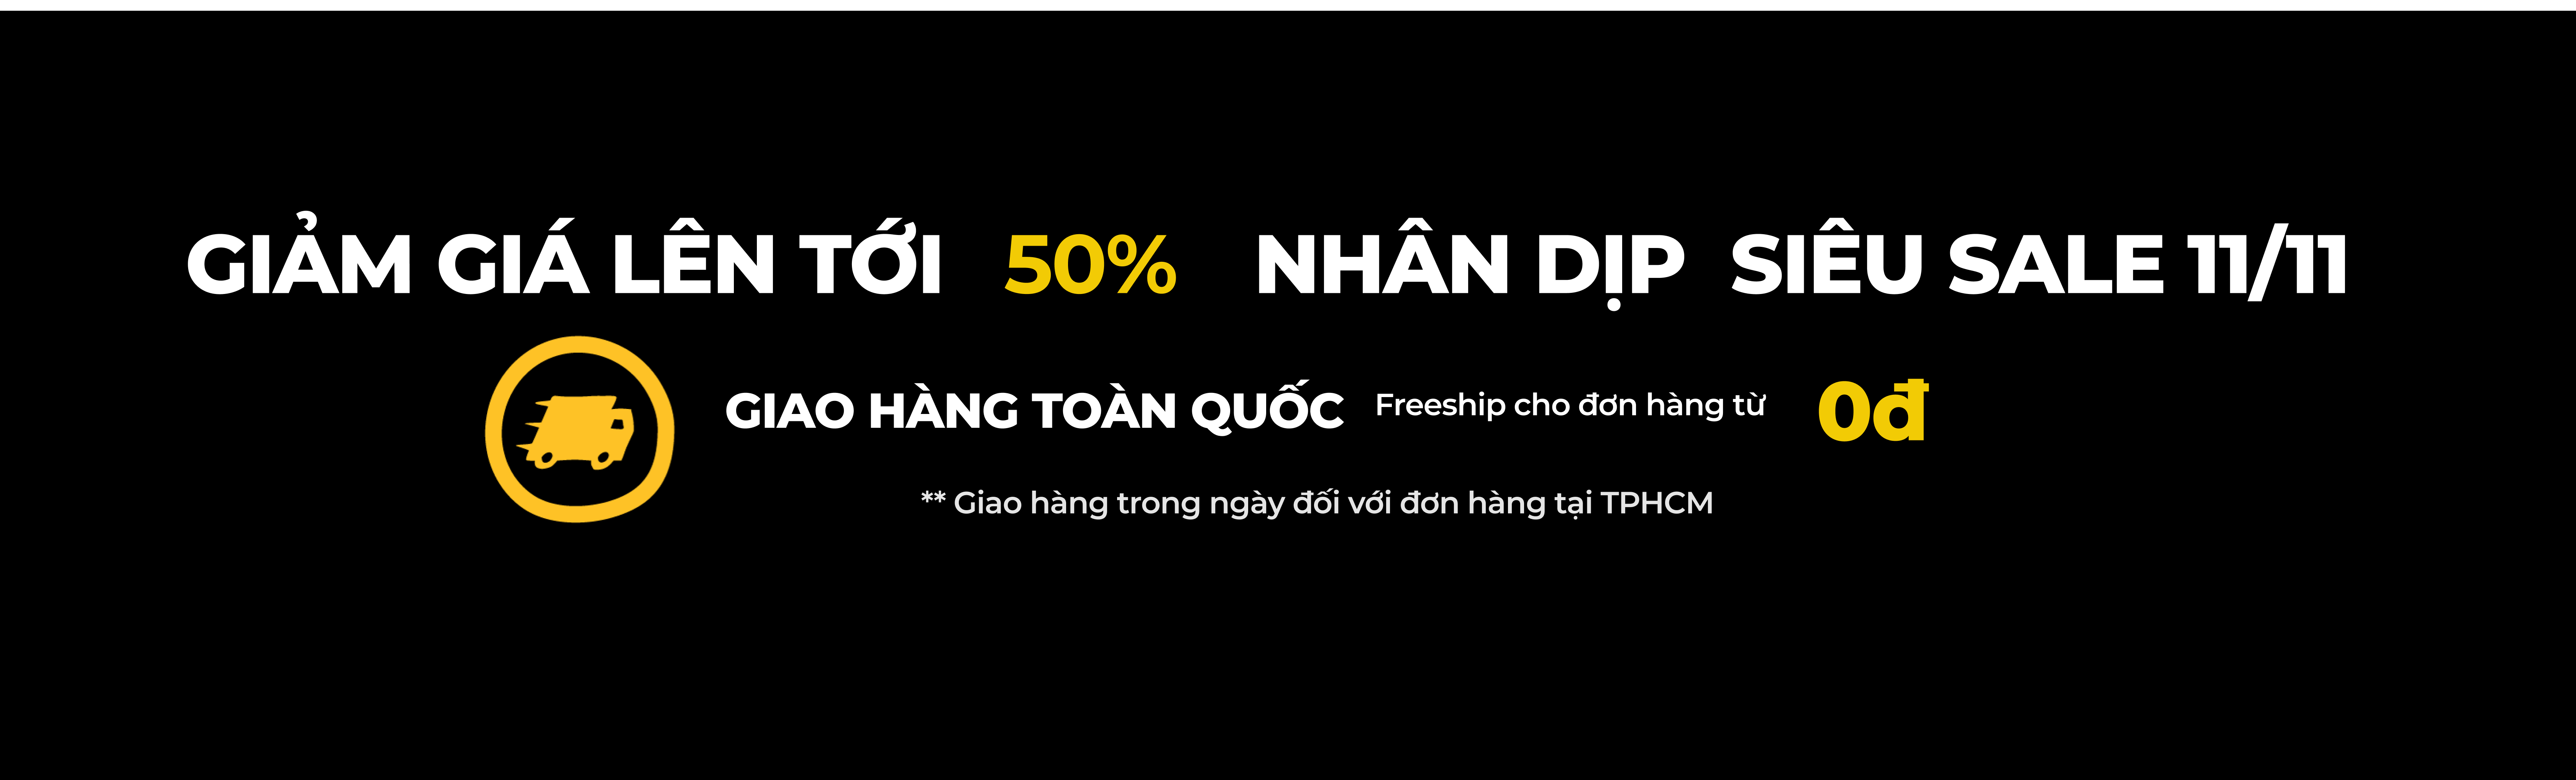 GIẢM GIÁ LÊN TỚI 50% NHÂN DỊP SIÊU SALE 11/11
GIAO HÀNG TOÀN QUỐC Freeship cho đơn hàng từ 0đ
** Giao hàng trong ngày đối với đơn hàng tại TPHCM